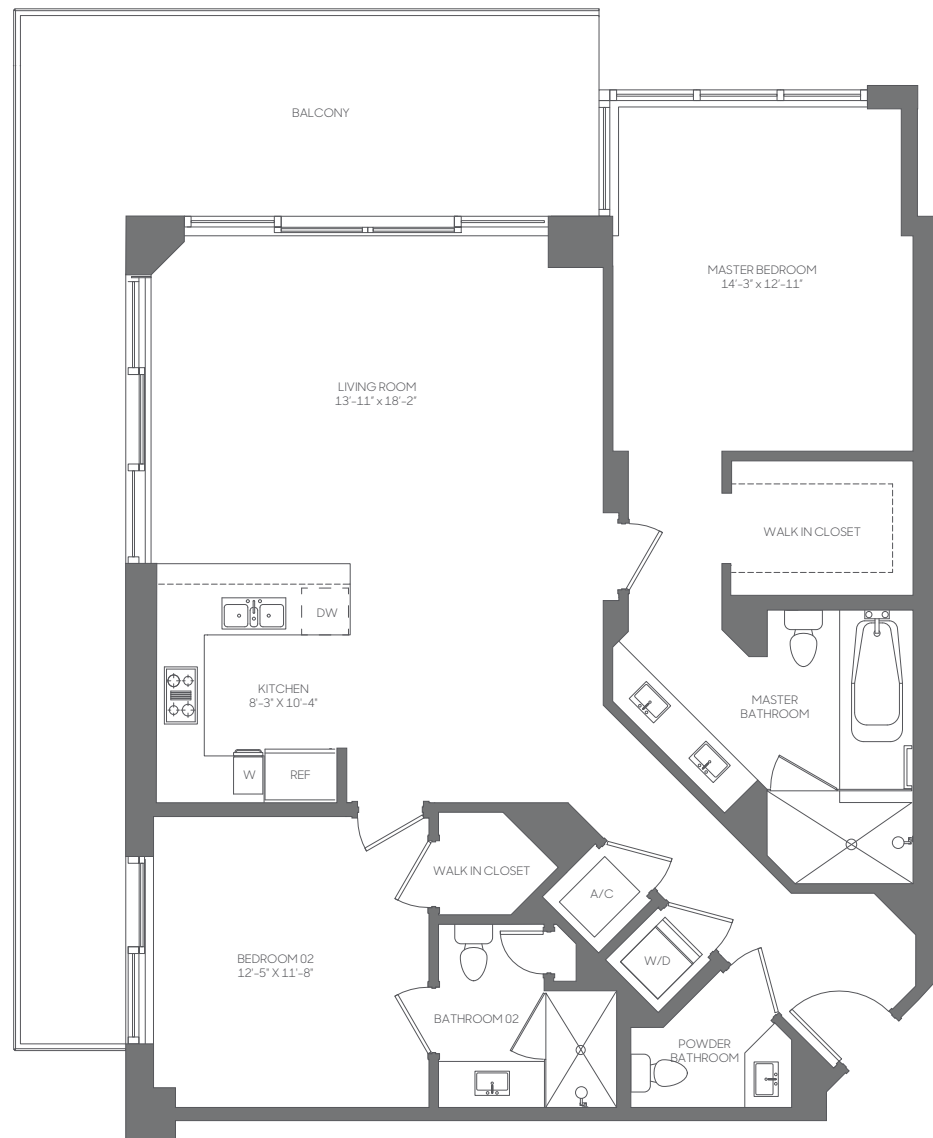 BALCONY
MASTER BEDROOM
14'-3" x 12'-11"
LIVING ROOM
13'-11" x 18'-2"
WALK IN CLOSET
DW
KITCHEN
8'-3" X 10'-4"
MASTER
BATHROOM
W
REF
WALK IN CLOSET
A/C
BEDROOM 02
12'-5" X 11'-8"
W/D
BATHROOM 02
POWDER
BATHROOM